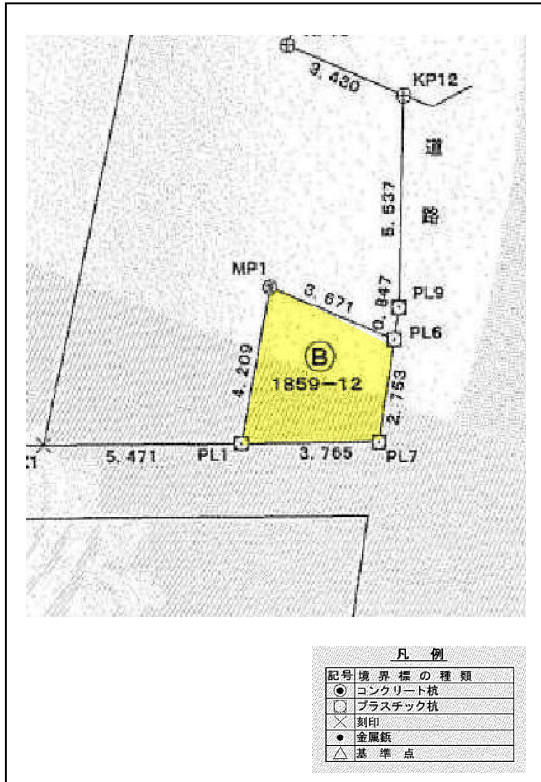 9.430
KP12
道
路
5.537
MP1
3.671
0.847
PL9
PL6
B
1859-12
4.209
2.753
5.471
PL1
3.765
PL7
凡 例
記号 境界標の種類
コンクリート杭
プラスチック杭
刻印
金属鋲
基準点